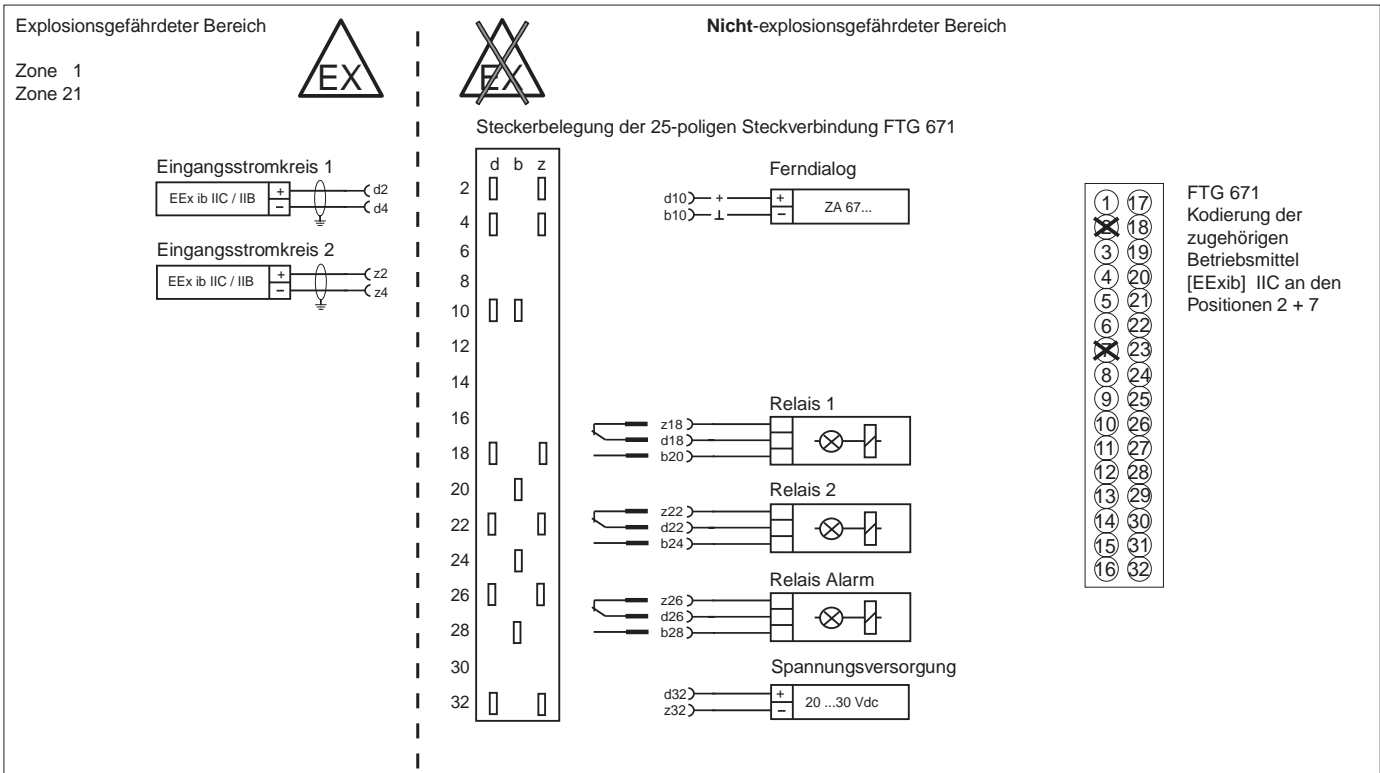 Explosionsgefährdeter Bereich
Zone 1
Zone 21
EX
EX
Nicht-explosionsgefährdeter Bereich
Steckerbelegung der 25-poligen Steckverbindung FTG 671
Eingangsstromkreis 1
EEx ib IIC / IIB
+
−
d2
d4
Eingangsstromkreis 2
EEx ib IIC / IIB
+
−
z2
z4
d b z
2
4
6
8
10
12
14
16
18
20
22
24
26
28
30
32
Ferndialog
d10 + +
b10 ⊥ −
ZA 67...
Relais 1
z18
d18
b20
Relais 2
z22
d22
b24
Relais Alarm
z26
d26
b28
Spannungsversorgung
d32 +
z32 −
20 ...30 Vdc
1 17
2 18
3 19
4 20
5 21
6 22
7 23
8 24
9 25
10 26
11 27
12 28
13 29
14 30
15 31
16 32
FTG 671
Kodierung der
zugehörigen
Betriebsmittel
[EExib] IIC an den
Positionen 2 + 7